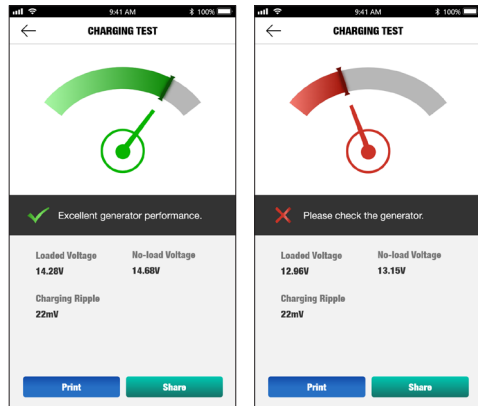 9:41 AM
100%
CHARGING TEST
Excellent generator performance.
Loaded Voltage
No-load Voltage
14.28V
14.68V
Charging Ripple
22mV
Print
Share
9:41 AM
100%
CHARGING TEST
Please check the generator.
Loaded Voltage
No-load Voltage
12.96V
13.15V
Charging Ripple
22mV
Print
Share